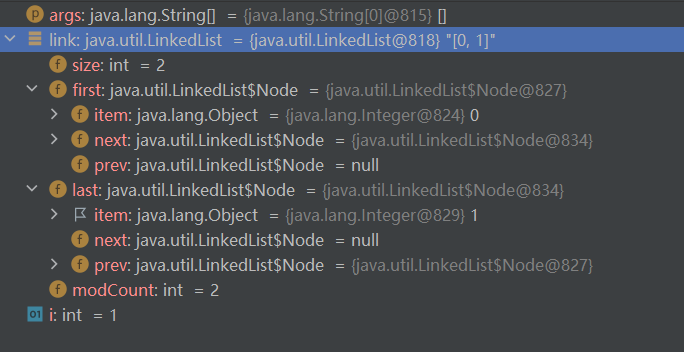 p args: java.lang.String[] = {java.lang.String[0]@815} []
link: java.util.LinkedList = {java.util.LinkedList@818} "[0, 1]"
f size: int = 2
f first: java.util.LinkedList$Node = {java.util.LinkedList$Node@827}
f item: java.lang.Object = {java.lang.Integer@824} 0
f next: java.util.LinkedList$Node = {java.util.LinkedList$Node@834}
f prev: java.util.LinkedList$Node = null
f last: java.util.LinkedList$Node = {java.util.LinkedList$Node@834}
item: java.lang.Object = {java.lang.Integer@829} 1
f next: java.util.LinkedList$Node = null
f prev: java.util.LinkedList$Node = {java.util.LinkedList$Node@827}
f modCount: int = 2
01 i: int = 1